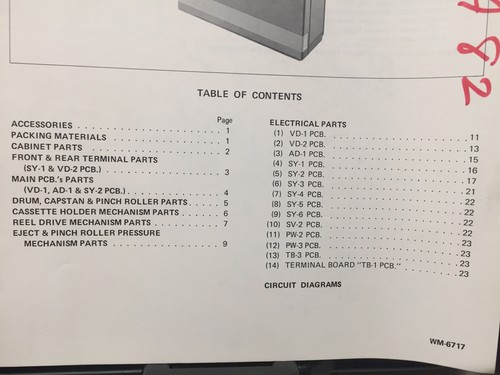 82
TABLE OF CONTENTS
Page
ACCESSORIES . . . . . . . . . . . . . . . . . . . . 1
PACKING MATERIALS . . . . . . . . . . . . . . . . . 1
CABINET PARTS . . . . . . . . . . . . . . . . . . . 2
FRONT & REAR TERMINAL PARTS
(SY-1 & VD-2 PCB.) . . . . . . . . . . . . . . . . 3
MAIN PCB.'s PARTS
(VD-1, AD-1 & SY-2 PCB.) . . . . . . . . . . . . . 4
DRUM, CAPSTAN & PINCH ROLLER PARTS . . . . . 5
CASSETTE HOLDER MECHANISM PARTS . . . . . . 6
REEL DRIVE MECHANISM PARTS . . . . . . . . . . 7
EJECT & PINCH ROLLER PRESSURE
MECHANISM PARTS . . . . . . . . . . . . . . . . 9
ELECTRICAL PARTS
(1) VD-1 PCB. . . . . . . . . . . . . . . . . . . . 11
(2) VD-2 PCB. . . . . . . . . . . . . . . . . . . . 13
(3) AD-1 PCB. . . . . . . . . . . . . . . . . . . . 15
(4) SY-1 PCB. . . . . . . . . . . . . . . . . . . . 16
(5) SY-2 PCB. . . . . . . . . . . . . . . . . . . . 17
(6) SY-3 PCB. . . . . . . . . . . . . . . . . . . . 21
(7) SY-4 PCB. . . . . . . . . . . . . . . . . . . . 22
(8) SY-5 PCB. . . . . . . . . . . . . . . . . . . . 22
(9) SY-6 PCB. . . . . . . . . . . . . . . . . . . . 22
(10) SV-2 PCB. . . . . . . . . . . . . . . . . . . . 22
(11) PW-2 PCB. . . . . . . . . . . . . . . . . . . . 23
(12) PW-3 PCB. . . . . . . . . . . . . . . . . . . . 23
(13) TB-3 PCB. . . . . . . . . . . . . . . . . . . . 23
(14) TERMINAL BOARD "TB-1 PCB." . . . . . . . . . 23
CIRCUIT DIAGRAMS
WM-6717